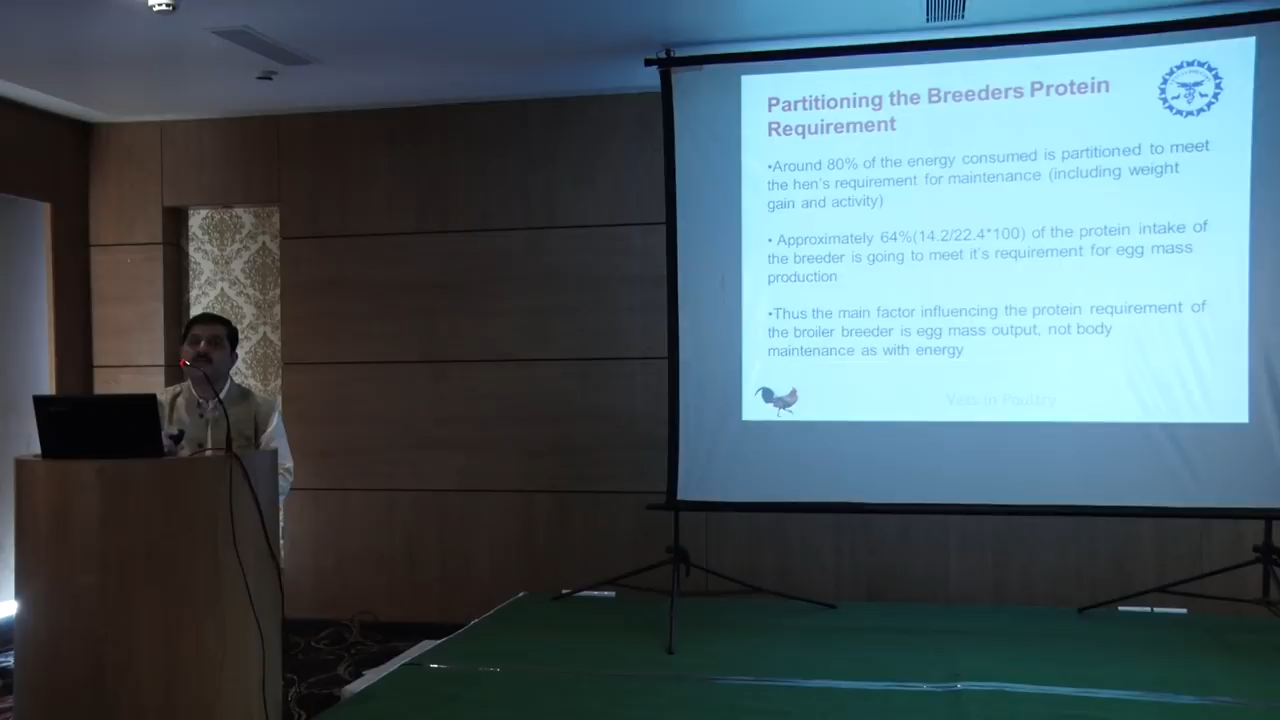 Partitioning the Breeders Protein
Requirement
•Around 80% of the energy consumed is partitioned to meet
the hen's requirement for maintenance (including weight
gain and activity)
• Approximately 64%(14.2/22.4*100) of the protein intake of
the breeder is going to meet it's requirement for egg mass
production
•Thus the main factor influencing the protein requirement of
the broiler breeder is egg mass output, not body
maintenance as with energy
Vets in Poultry